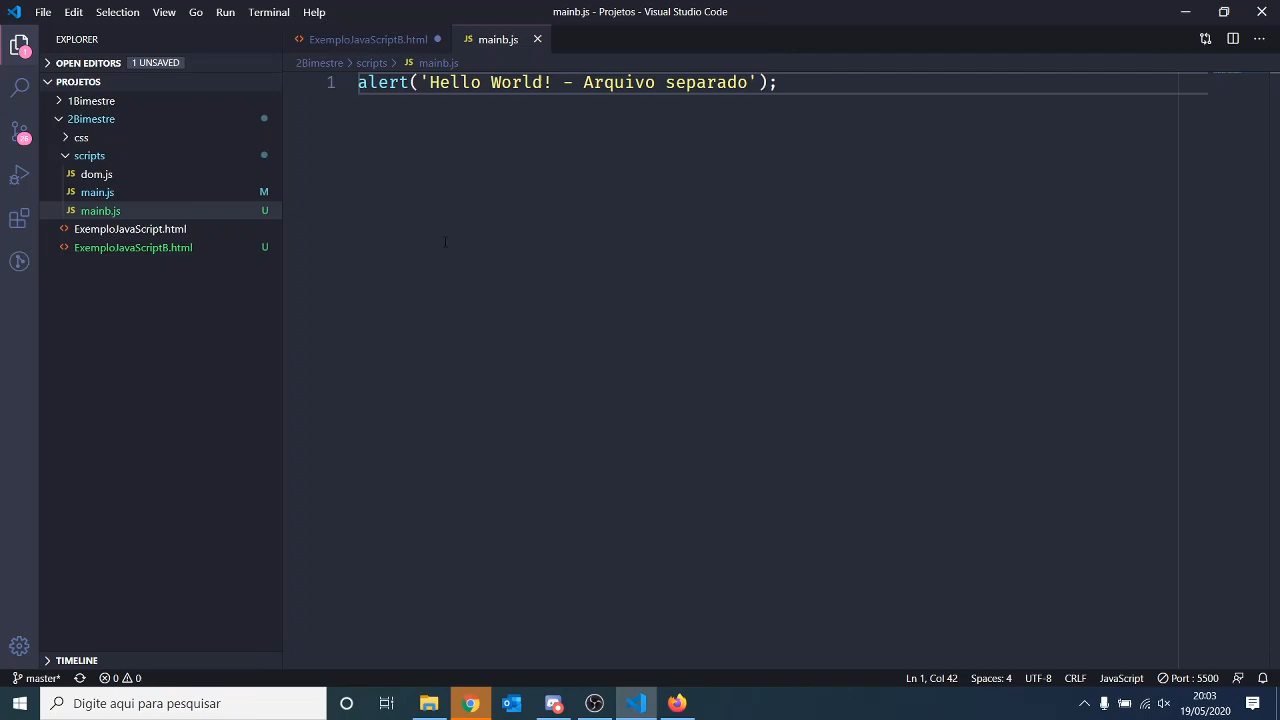 File Edit Selection View Go Run Terminal Help
mainb.js - Projetos - Visual Studio Code
EXPLORER
ExemploJavaScriptB.html
mainb.js
OPEN EDITORS 1 UNSAVED
2Bimestre > scripts > JS mainb.js
PROJETOS
1 alert('Hello World! - Arquivo separado');
1Bimestre
2Bimestre
css
scripts
JS dom.js
JS main.js M
JS mainb.js U
ExemploJavaScript.html
ExemploJavaScriptB.html U
1
26
TIMELINE
master* 0 0
Ln 1, Col 42 Spaces: 4 UTF-8 CRLF JavaScript Port : 5500
Digite aqui para pesquisar
20:03
19/05/2020